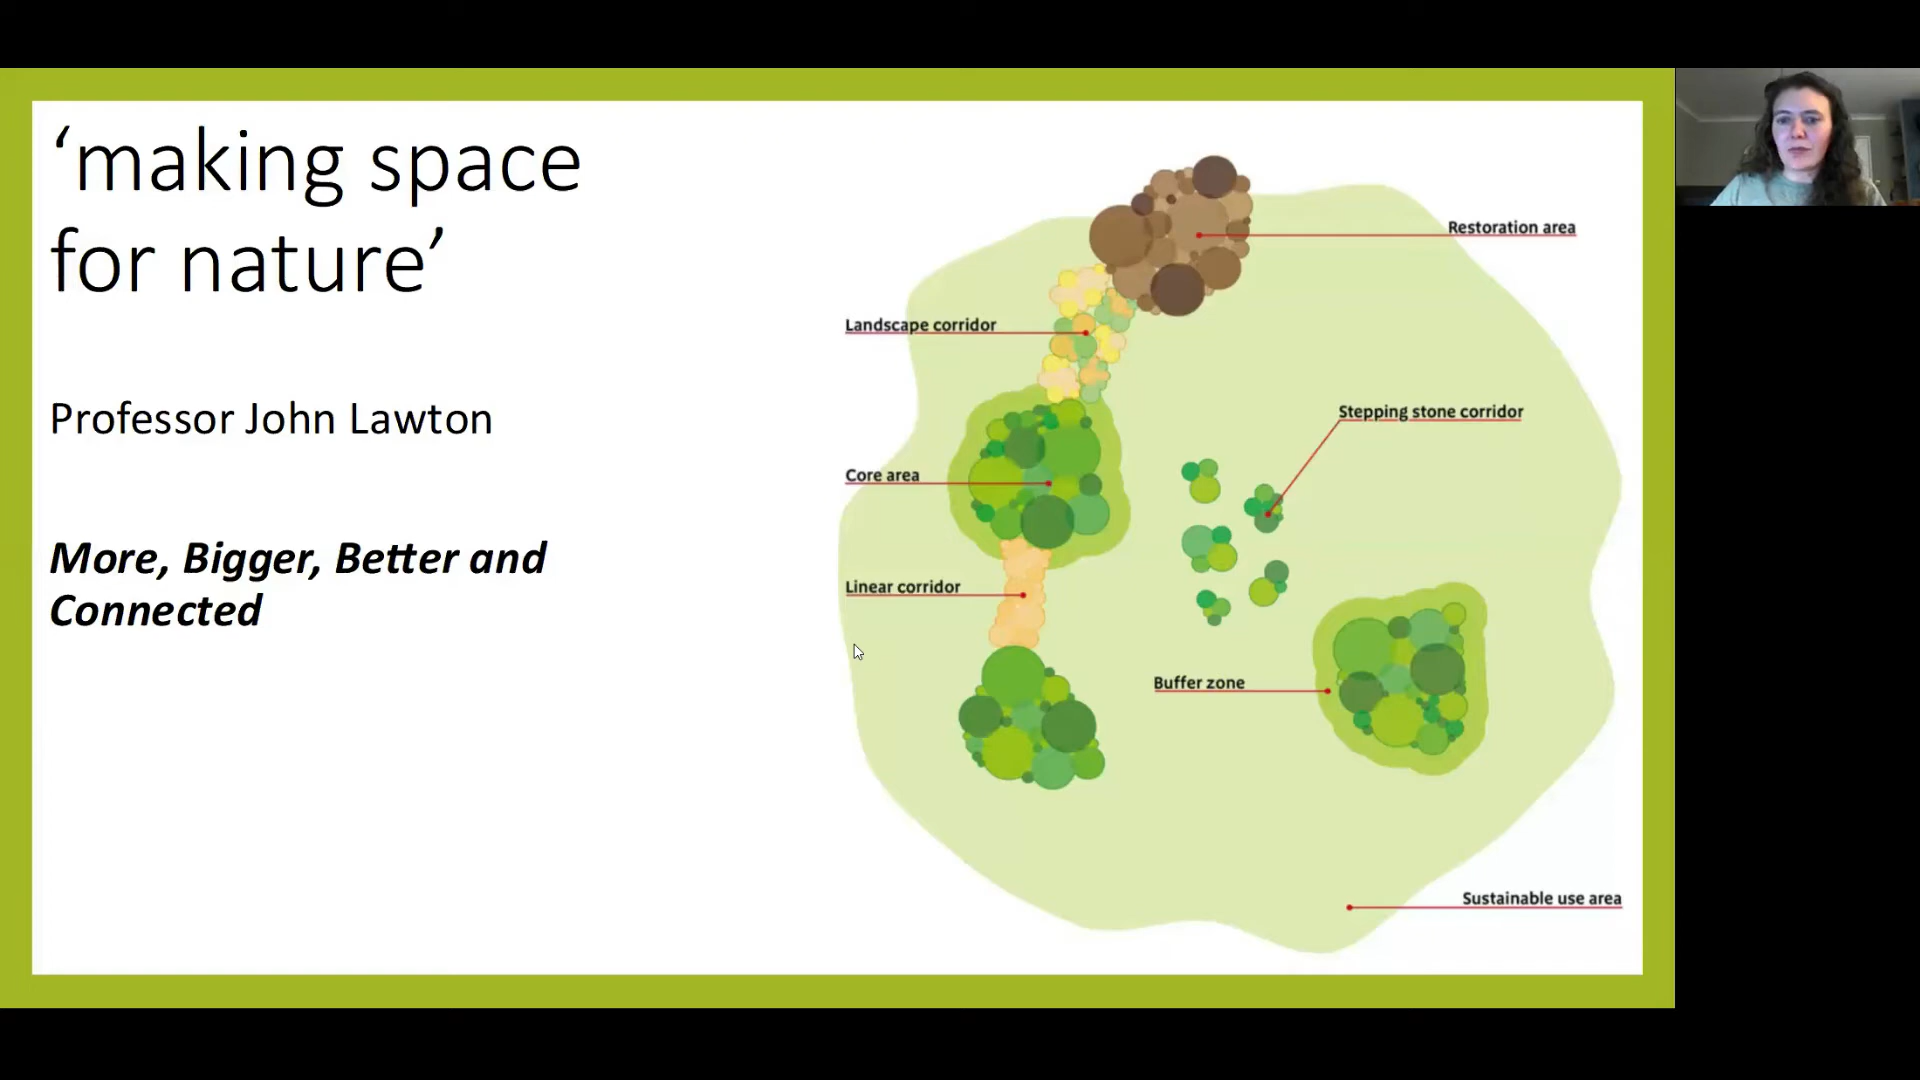 ‘making space
for nature’
Professor John Lawton
More, Bigger, Better and
Connected
Restoration area
Landscape corridor
Stepping stone corridor
Core area
Linear corridor
Buffer zone
Sustainable use area